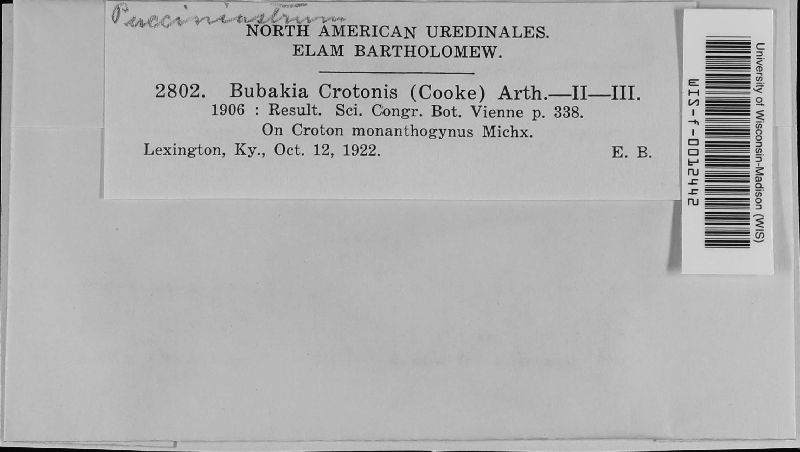 Pucciniastrum
NORTH AMERICAN UREDINALES.
ELAM BARTHOLOMEW.
2802. Bubakia Crotonis (Cooke) Arth.—II—III.
1906 : Result. Sci. Congr. Bot. Vienne p. 338.
On Croton monanthogynus Michx.
Lexington, Ky., Oct. 12, 1922. E. B.
University of Wisconsin-Madison (WIS)
WIS-f-0012442